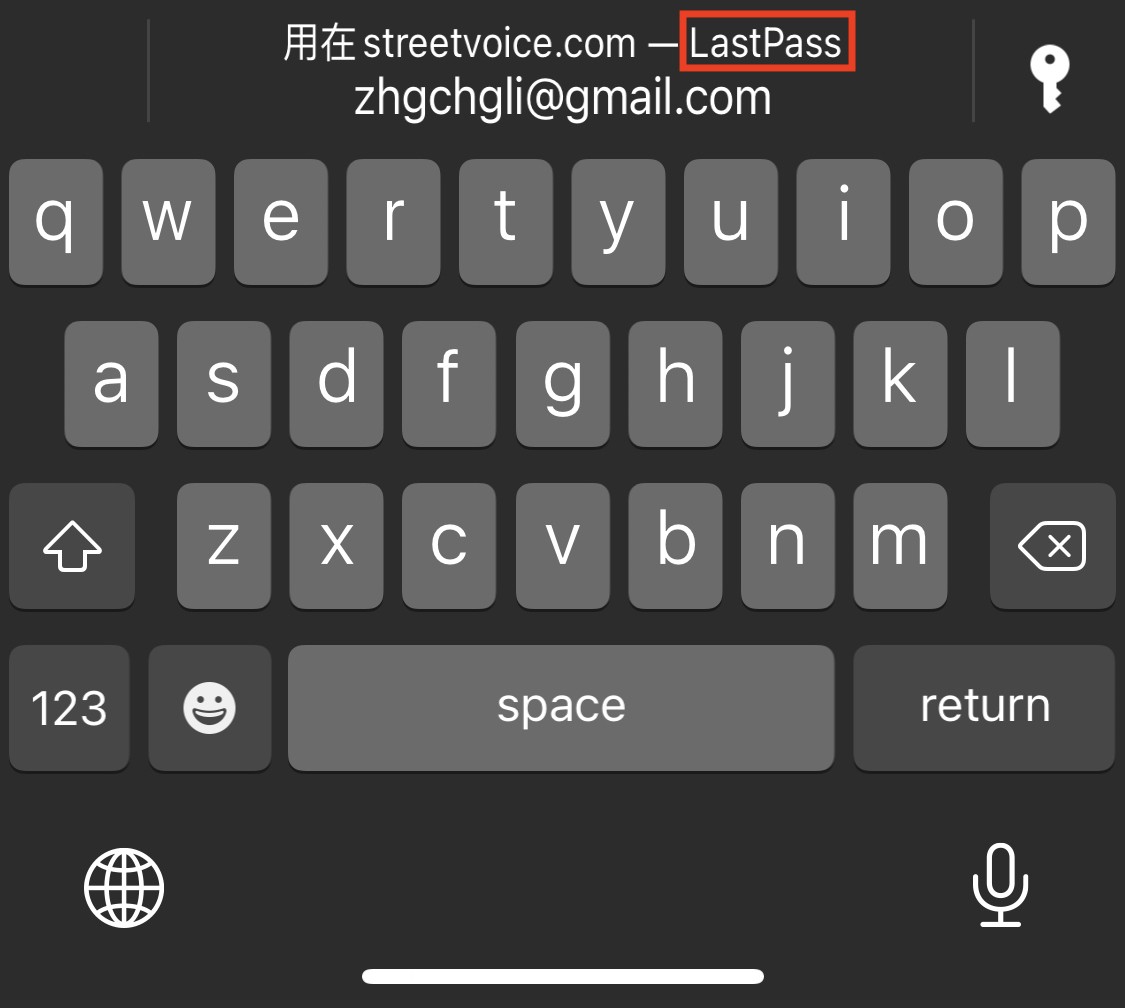 用在 streetvoice.com — LastPass
zhgchgli@gmail.com
q w e r t y u i o p
a s d f g h j k l
z x c v b n m
123 space return